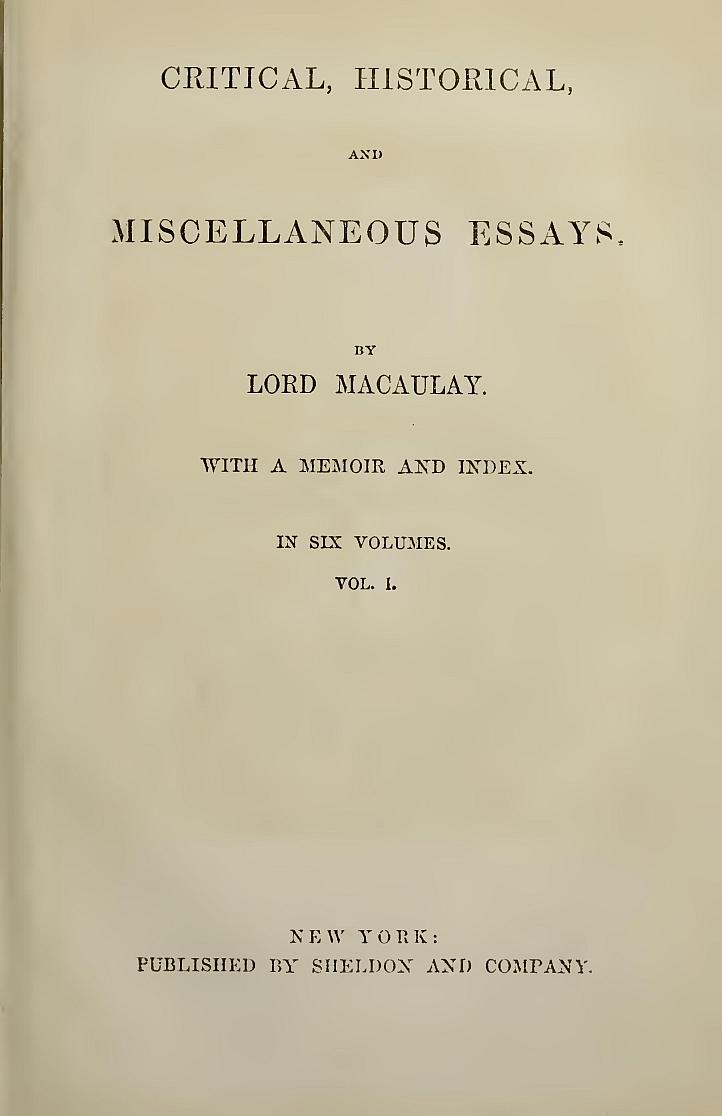 CRITICAL, HISTORICAL,
AND
MISCELLANEOUS ESSAYS.
BY
LORD MACAULAY.
WITH A MEMOIR AND INDEX.
IN SIX VOLUMES.
VOL. I.
NEW YORK:
PUBLISHED BY SHELDON AND COMPANY.